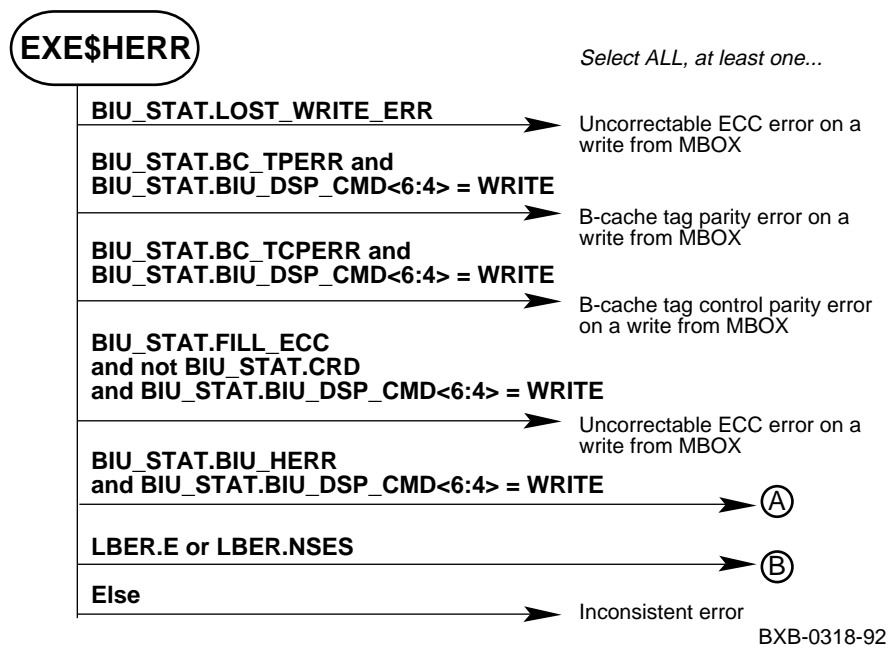 EXE$HERR
Select ALL, at least one...
BIU_STAT.LOST_WRITE_ERR
Uncorrectable ECC error on a
write from MBOX
BIU_STAT.BC_TPERR and
BIU_STAT.BIU_DSP_CMD<6:4> = WRITE
B-cache tag parity error on a
write from MBOX
BIU_STAT.BC_TCPERR and
BIU_STAT.BIU_DSP_CMD<6:4> = WRITE
B-cache tag control parity error
on a write from MBOX
BIU_STAT.FILL_ECC
and not BIU_STAT.CRD
and BIU_STAT.BIU_DSP_CMD<6:4> = WRITE
Uncorrectable ECC error on a
write from MBOX
BIU_STAT.BIU_HERR
and BIU_STAT.BIU_DSP_CMD<6:4> = WRITE
A
LBER.E or LBER.NSES
B
Else
Inconsistent error
BXB-0318-92